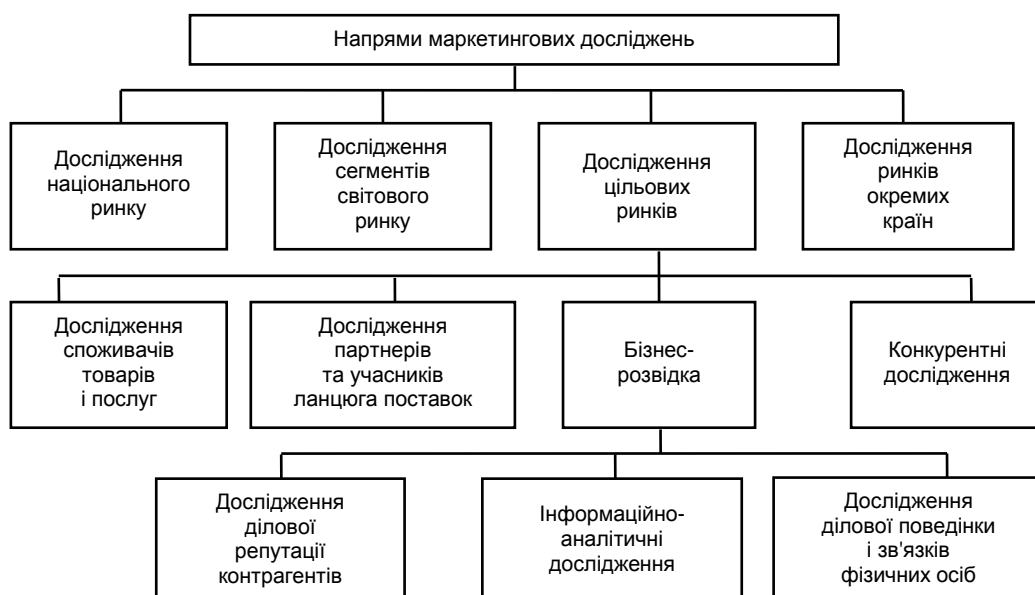 Напрями маркетингових досліджень
Дослідження
національного
ринку
Дослідження
сегментів
світового
ринку
Дослідження
цільових
ринків
Дослідження
ринків
окремих
країн
Дослідження
споживачів
товарів
і послуг
Дослідження
партнерів
та учасників
ланцюга поставок
Бізнес-
розвідка
Конкурентні
дослідження
Дослідження
ділової
репутації
контрагентів
Інформаційно-
аналітичні
дослідження
Дослідження
ділової поведінки
і зв'язків
фізичних осіб